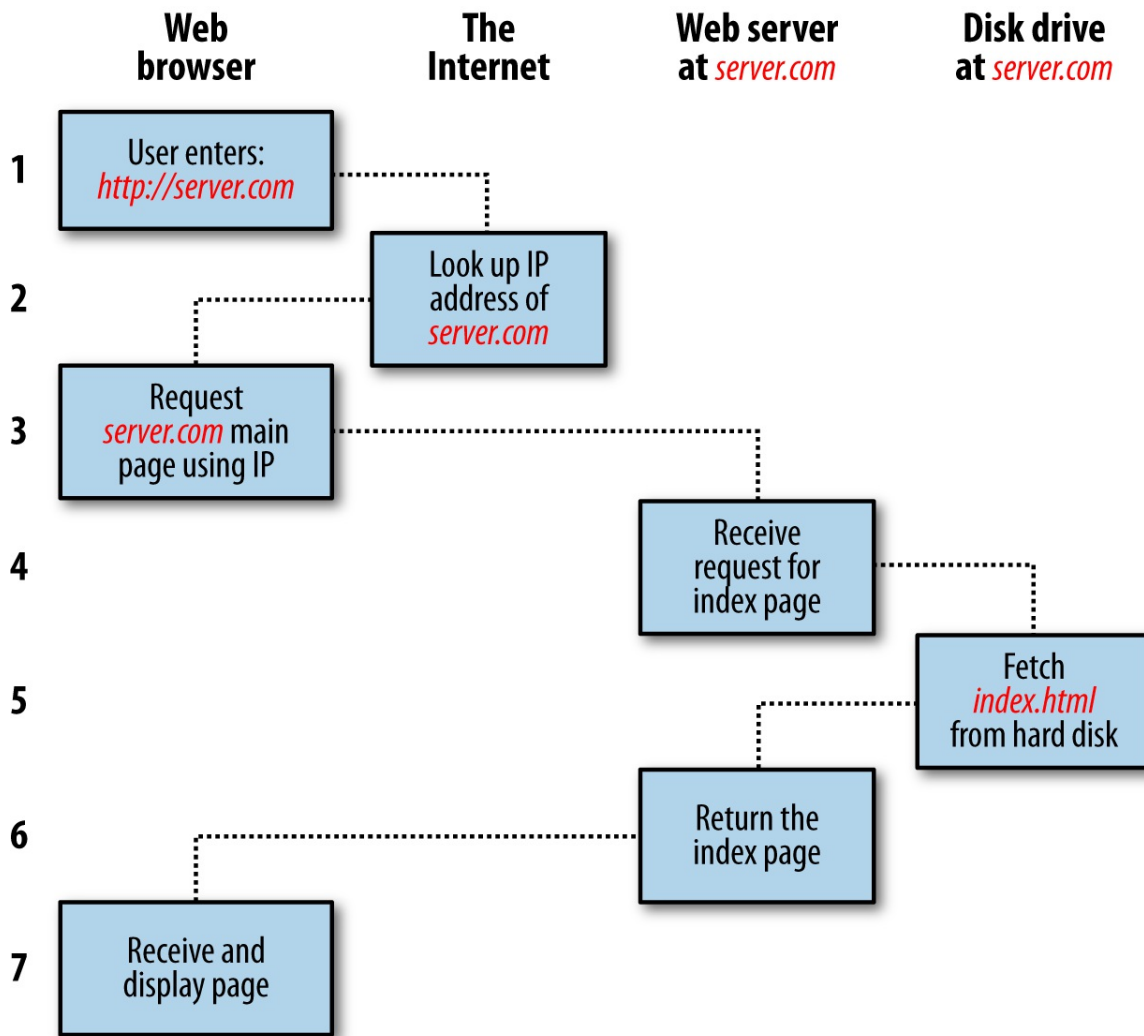 Web
browser
The
Internet
Web server
at server.com
Disk drive
at server.com
1
User enters:
http://server.com
2
Look up IP
address of
server.com
3
Request
server.com main
page using IP
4
Receive
request for
index page
5
Fetch
index.html
from hard disk
6
Return the
index page
7
Receive and
display page